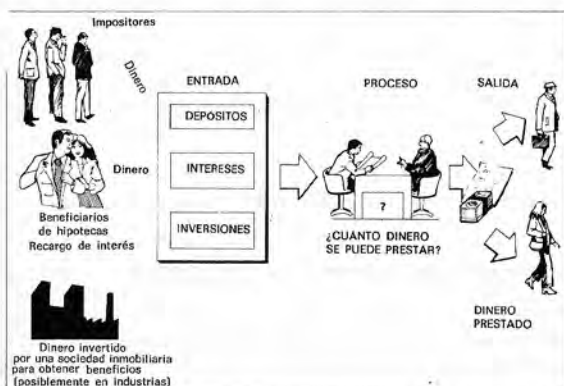 Impositores
Dinero
ENTRADA
PROCESO
SALIDA
DEPOSITOS
Dinero
INTERESES
Beneficiarios
de hipotecas
Recargo de interés
INVERSIONES
?
¿CUANTO DINERO
SE PUEDE PRESTAR?
DINERO
PRESTADO
Dinero invertido
por una sociedad inmobiliaria
para obtener beneficios
(posiblemente en industrias)